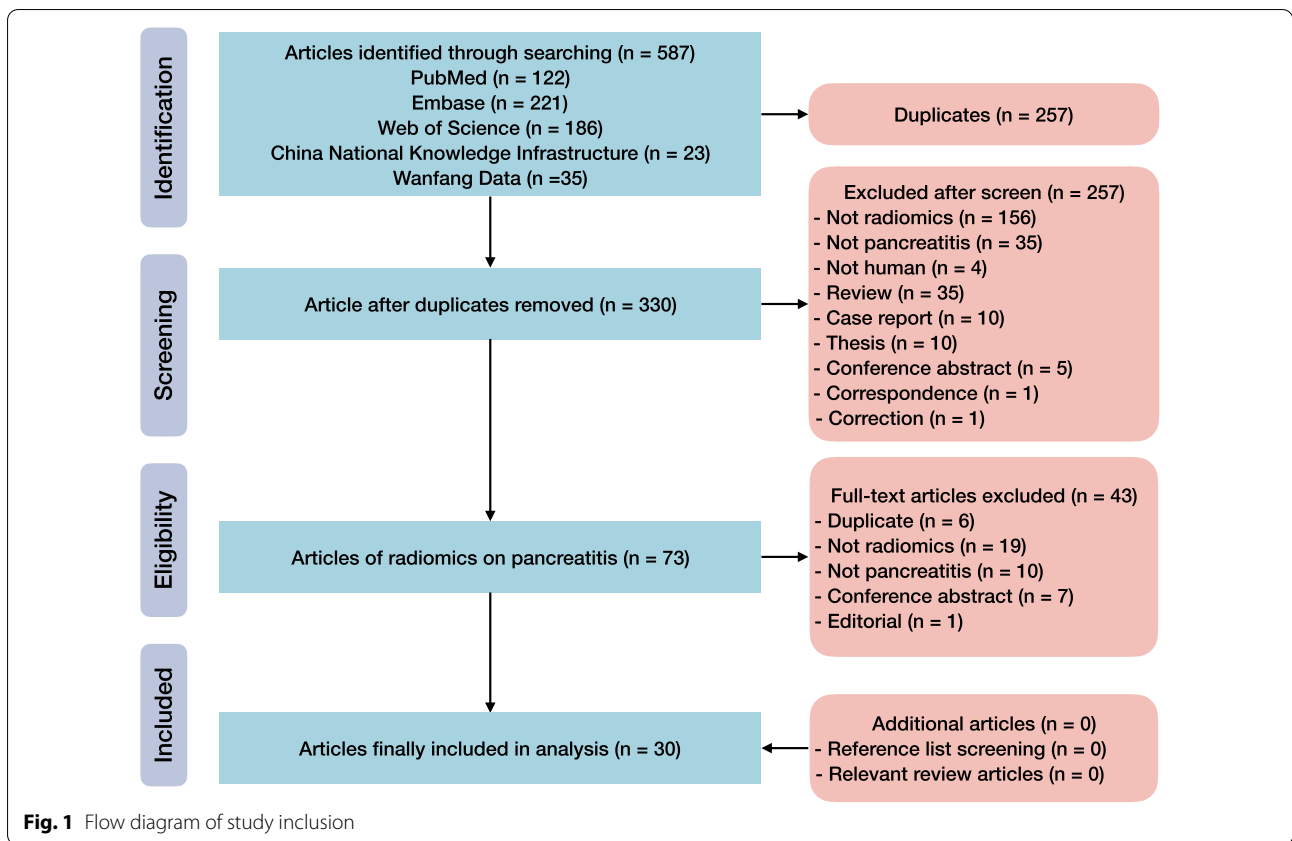 Identification
Articles identified through searching (n = 587)
PubMed (n = 122)
Embase (n = 221)
Web of Science (n = 186)
China National Knowledge Infrastructure (n = 23)
Wanfang Data (n =35)
Duplicates (n = 257)
Screening
Article after duplicates removed (n = 330)
Excluded after screen (n = 257)
- Not radiomics (n = 156)
- Not pancreatitis (n = 35)
- Not human (n = 4)
- Review (n = 35)
- Case report (n = 10)
- Thesis (n = 10)
- Conference abstract (n = 5)
- Correspondence (n = 1)
- Correction (n = 1)
Eligibility
Articles of radiomics on pancreatitis (n = 73)
Full-text articles excluded (n = 43)
- Duplicate (n = 6)
- Not radiomics (n = 19)
- Not pancreatitis (n = 10)
- Conference abstract (n = 7)
- Editorial (n = 1)
Included
Articles finally included in analysis (n = 30)
Additional articles (n = 0)
- Reference list screening (n = 0)
- Relevant review articles (n = 0)
Fig. 1 Flow diagram of study inclusion